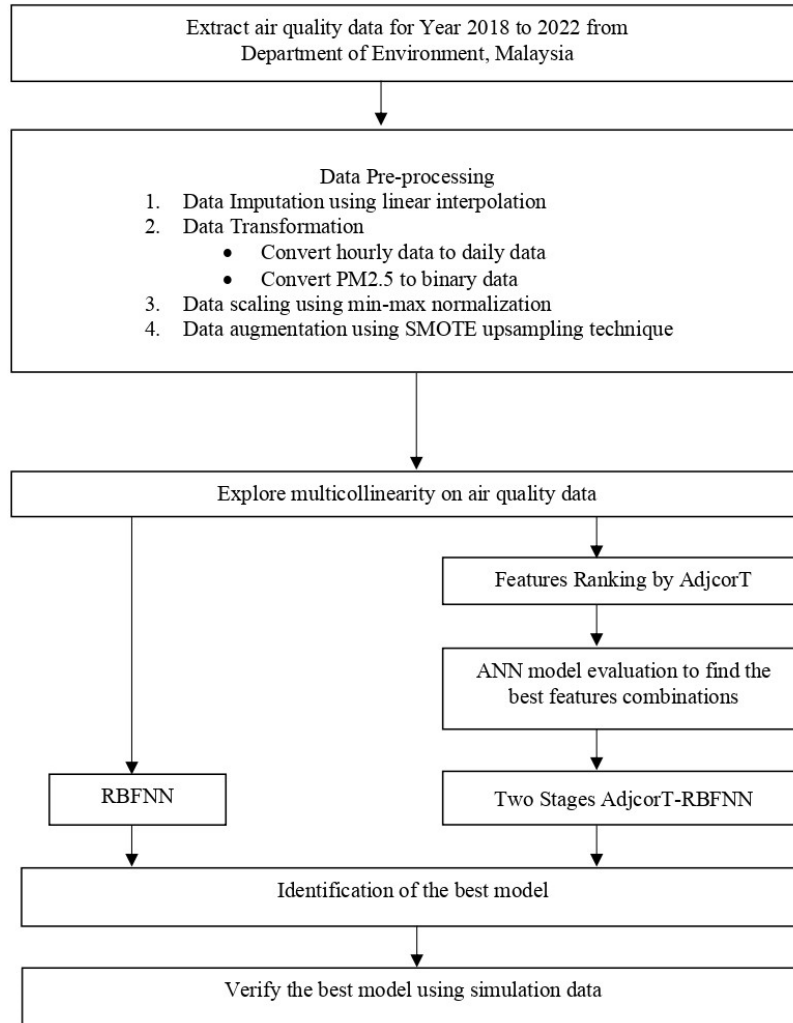 Extract air quality data for Year 2018 to 2022 from
Department of Environment, Malaysia
Data Pre-processing
1. Data Imputation using linear interpolation
2. Data Transformation
• Convert hourly data to daily data
• Convert PM2.5 to binary data
3. Data scaling using min-max normalization
4. Data augmentation using SMOTE upsampling technique
Explore multicollinearity on air quality data
Features Ranking by AdjcorT
ANN model evaluation to find the
best features combinations
RBFNN
Two Stages AdjcorT-RBFNN
Identification of the best model
Verify the best model using simulation data